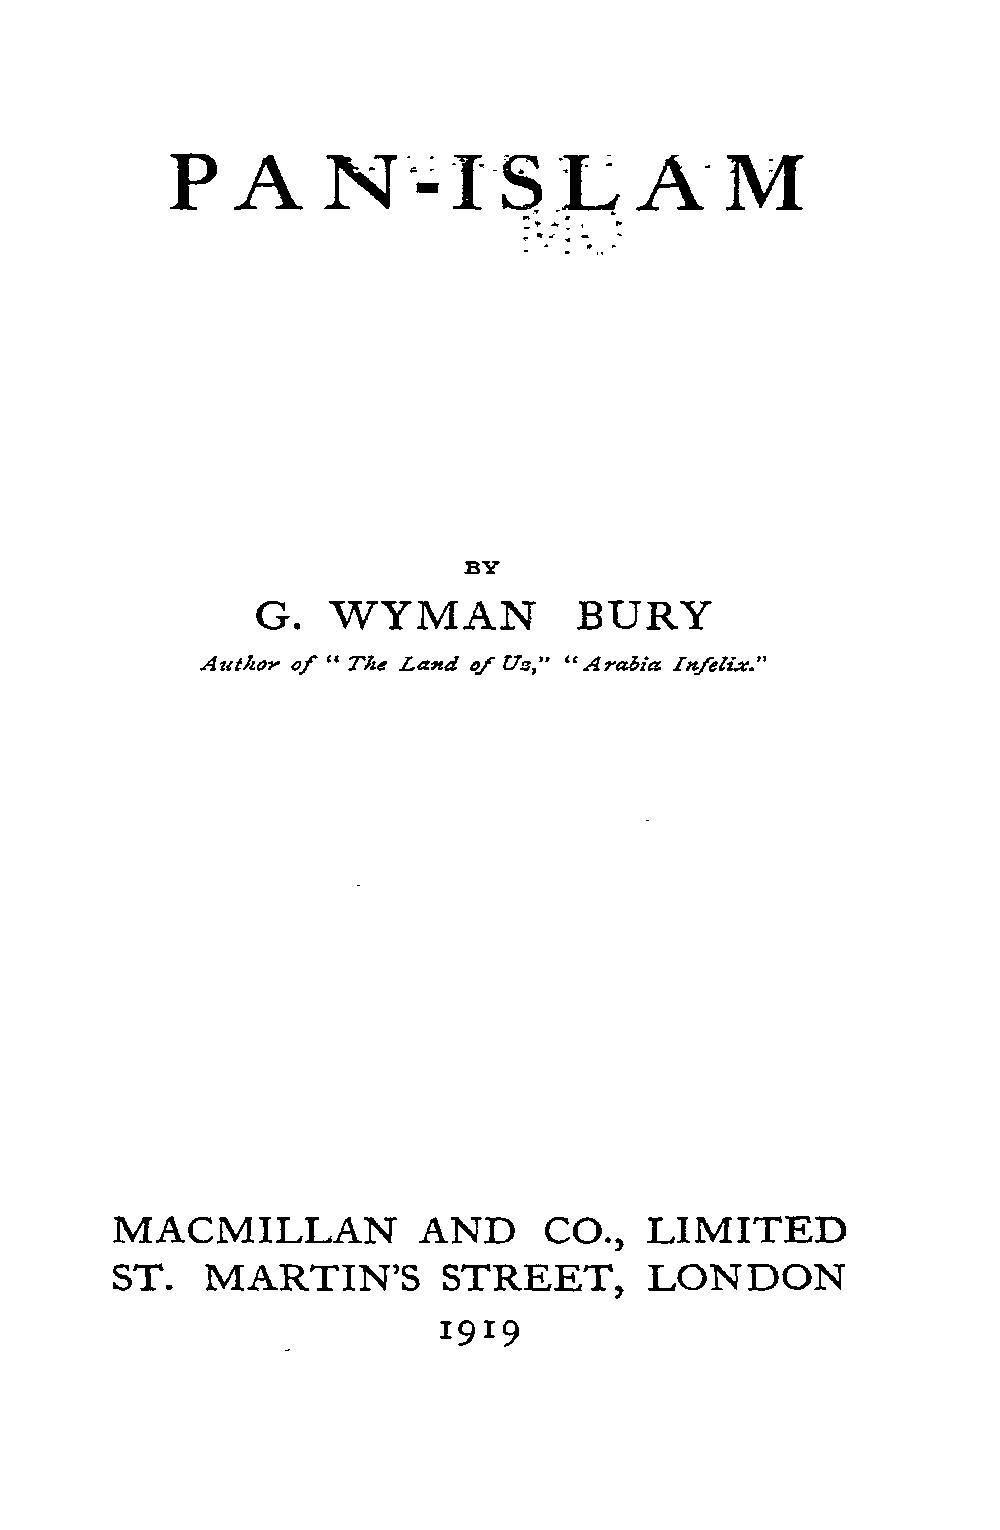 PAN-ISLAM
BY
G. WYMAN BURY
Author of “ The Land of Uz,” “ Arabia Infelix.”
MACMILLAN AND CO., LIMITED
ST. MARTIN'S STREET, LONDON
1919